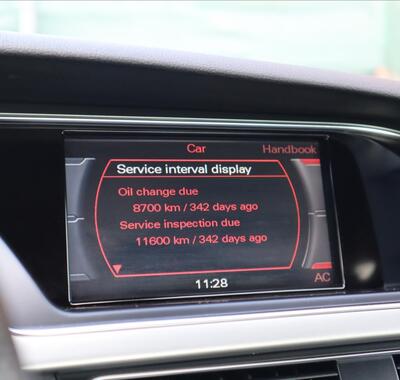 Car
Handbook
Service interval display
Oil change due
8700 km / 342 days ago
Service inspection due
11600 km / 342 days ago
11:28
AC